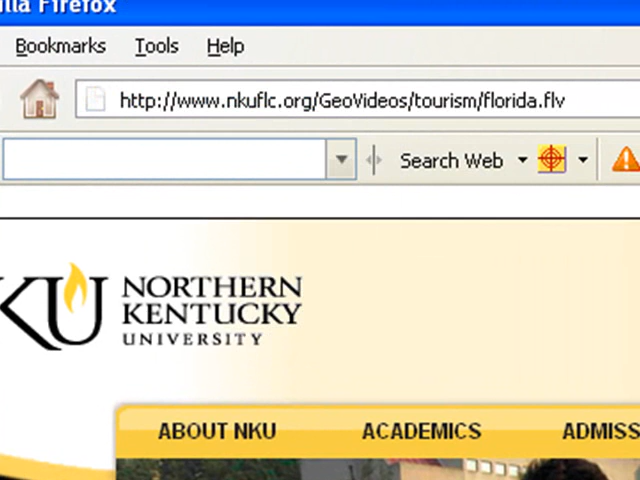 illa Firefox
Bookmarks Tools Help
http://www.nkuflc.org/GeoVideos/tourism/florida.flv
Search Web
KU NORTHERN
KENTUCKY
UNIVERSITY
ABOUT NKU ACADEMICS ADMISS